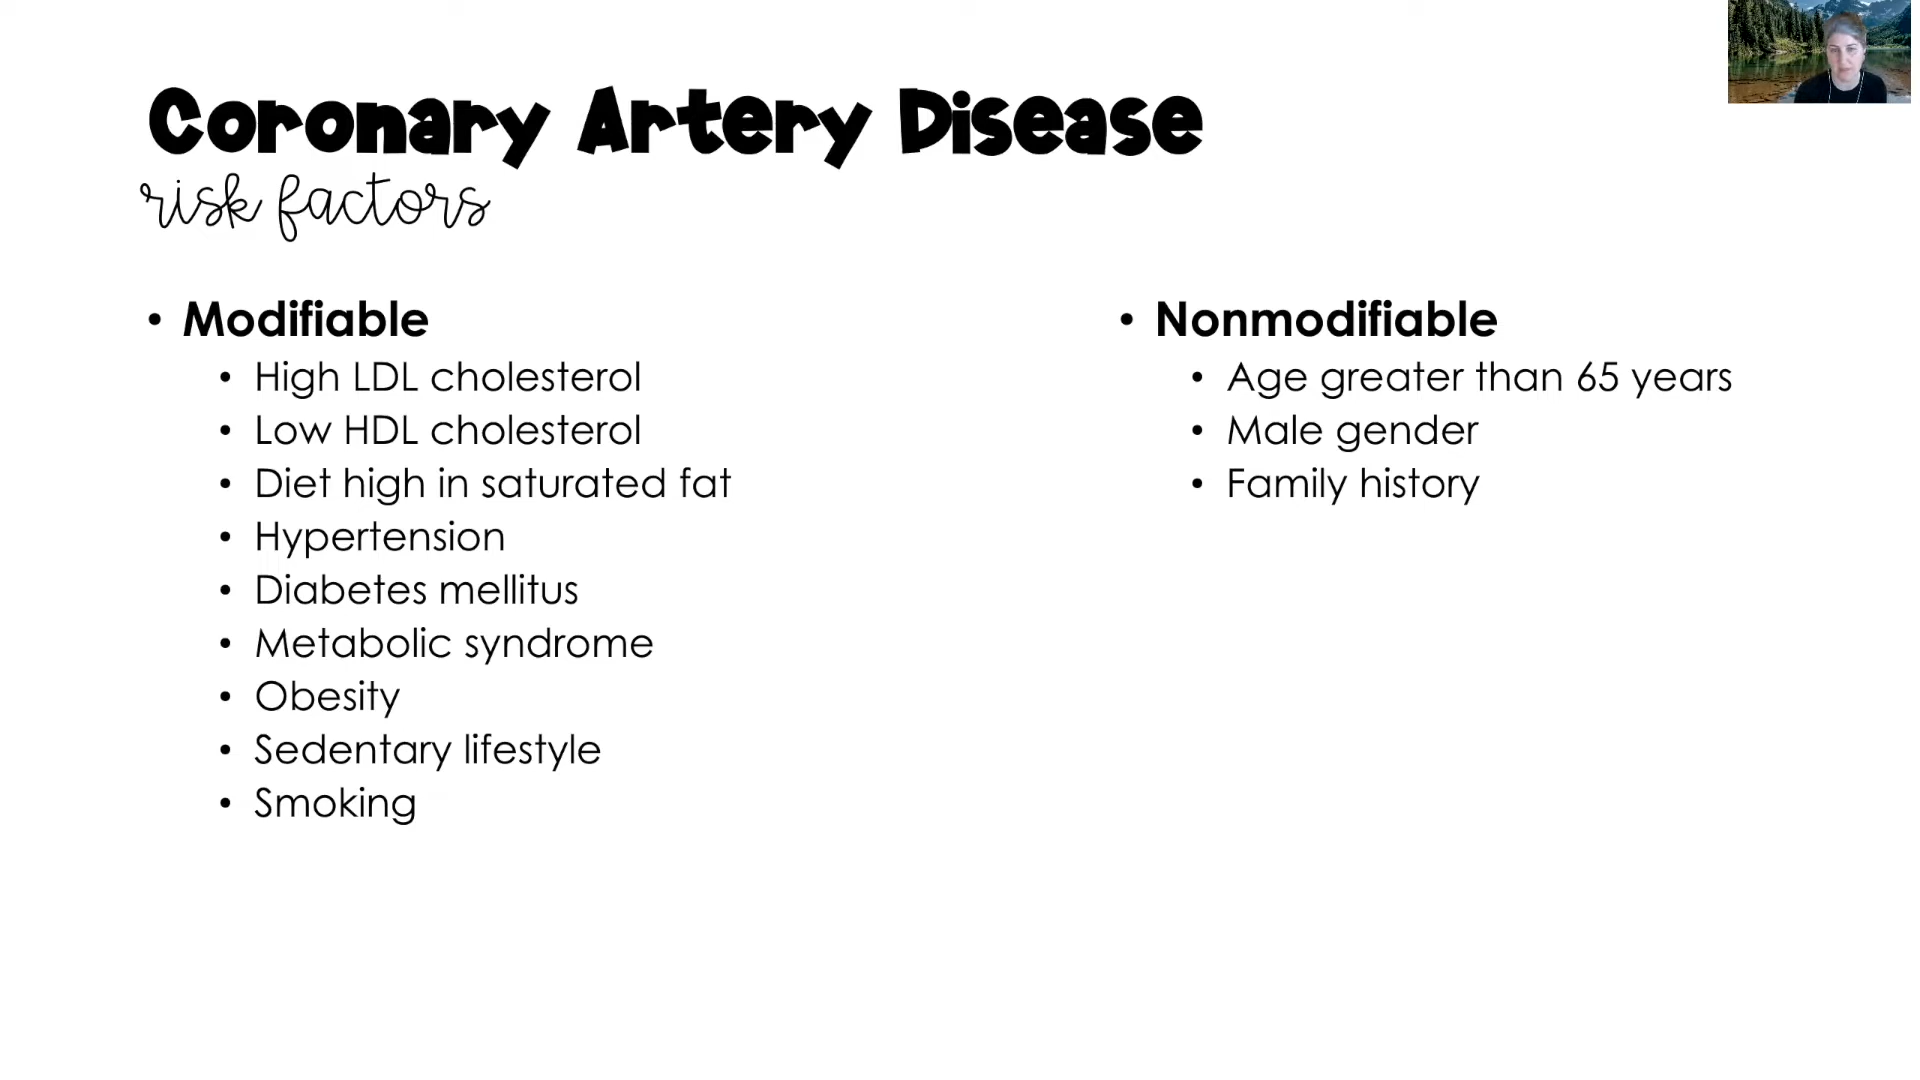 Coronary Artery Disease
risk factors
• Modifiable
• High LDL cholesterol
• Low HDL cholesterol
• Diet high in saturated fat
• Hypertension
• Diabetes mellitus
• Metabolic syndrome
• Obesity
• Sedentary lifestyle
• Smoking
• Nonmodifiable
• Age greater than 65 years
• Male gender
• Family history